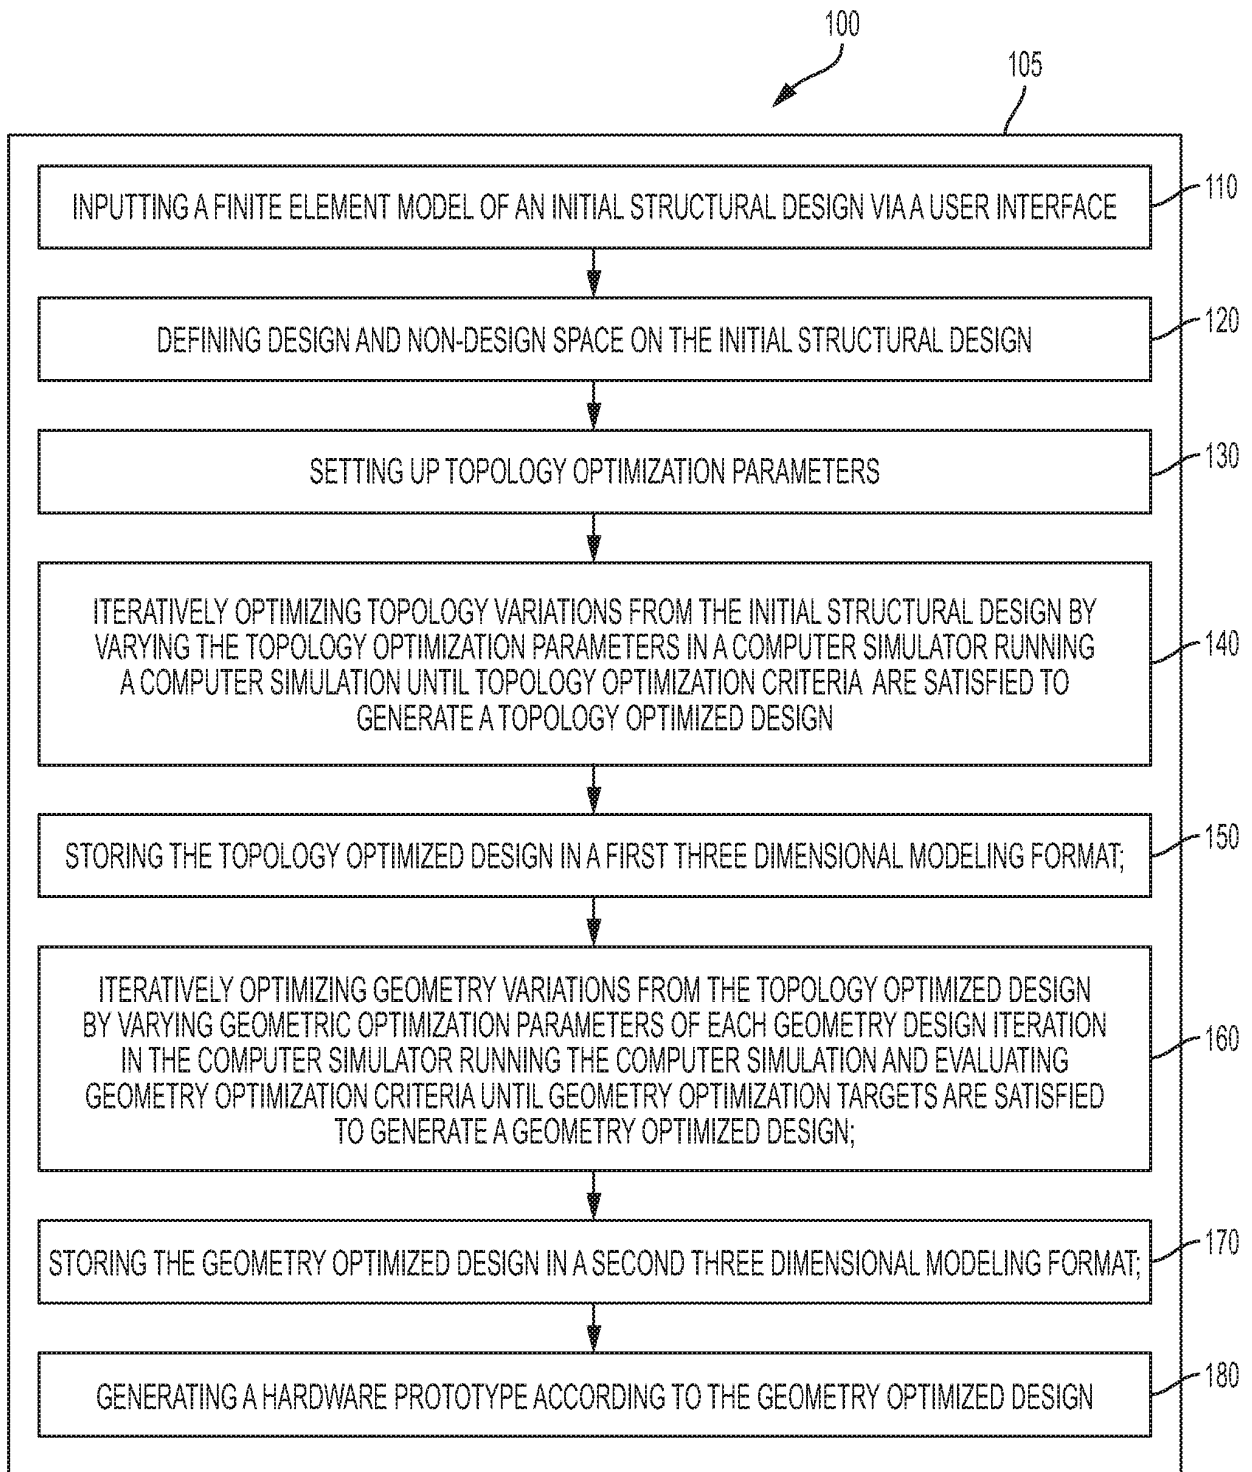 100
105
INPUTTING A FINITE ELEMENT MODEL OF AN INITIAL STRUCTURAL DESIGN VIA A USER INTERFACE
110
DEFINING DESIGN AND NON-DESIGN SPACE ON THE INITIAL STRUCTURAL DESIGN
120
SETTING UP TOPOLOGY OPTIMIZATION PARAMETERS
130
ITERATIVELY OPTIMIZING TOPOLOGY VARIATIONS FROM THE INITIAL STRUCTURAL DESIGN BY
VARYING THE TOPOLOGY OPTIMIZATION PARAMETERS IN A COMPUTER SIMULATOR RUNNING
A COMPUTER SIMULATION UNTIL TOPOLOGY OPTIMIZATION CRITERIA ARE SATISFIED TO
GENERATE A TOPOLOGY OPTIMIZED DESIGN
140
STORING THE TOPOLOGY OPTIMIZED DESIGN IN A FIRST THREE DIMENSIONAL MODELING FORMAT;
150
ITERATIVELY OPTIMIZING GEOMETRY VARIATIONS FROM THE TOPOLOGY OPTIMIZED DESIGN
BY VARYING GEOMETRIC OPTIMIZATION PARAMETERS OF EACH GEOMETRY DESIGN ITERATION
IN THE COMPUTER SIMULATOR RUNNING THE COMPUTER SIMULATION AND EVALUATING
GEOMETRY OPTIMIZATION CRITERIA UNTIL GEOMETRY OPTIMIZATION TARGETS ARE SATISFIED
TO GENERATE A GEOMETRY OPTIMIZED DESIGN;
160
STORING THE GEOMETRY OPTIMIZED DESIGN IN A SECOND THREE DIMENSIONAL MODELING FORMAT;
170
GENERATING A HARDWARE PROTOTYPE ACCORDING TO THE GEOMETRY OPTIMIZED DESIGN
180